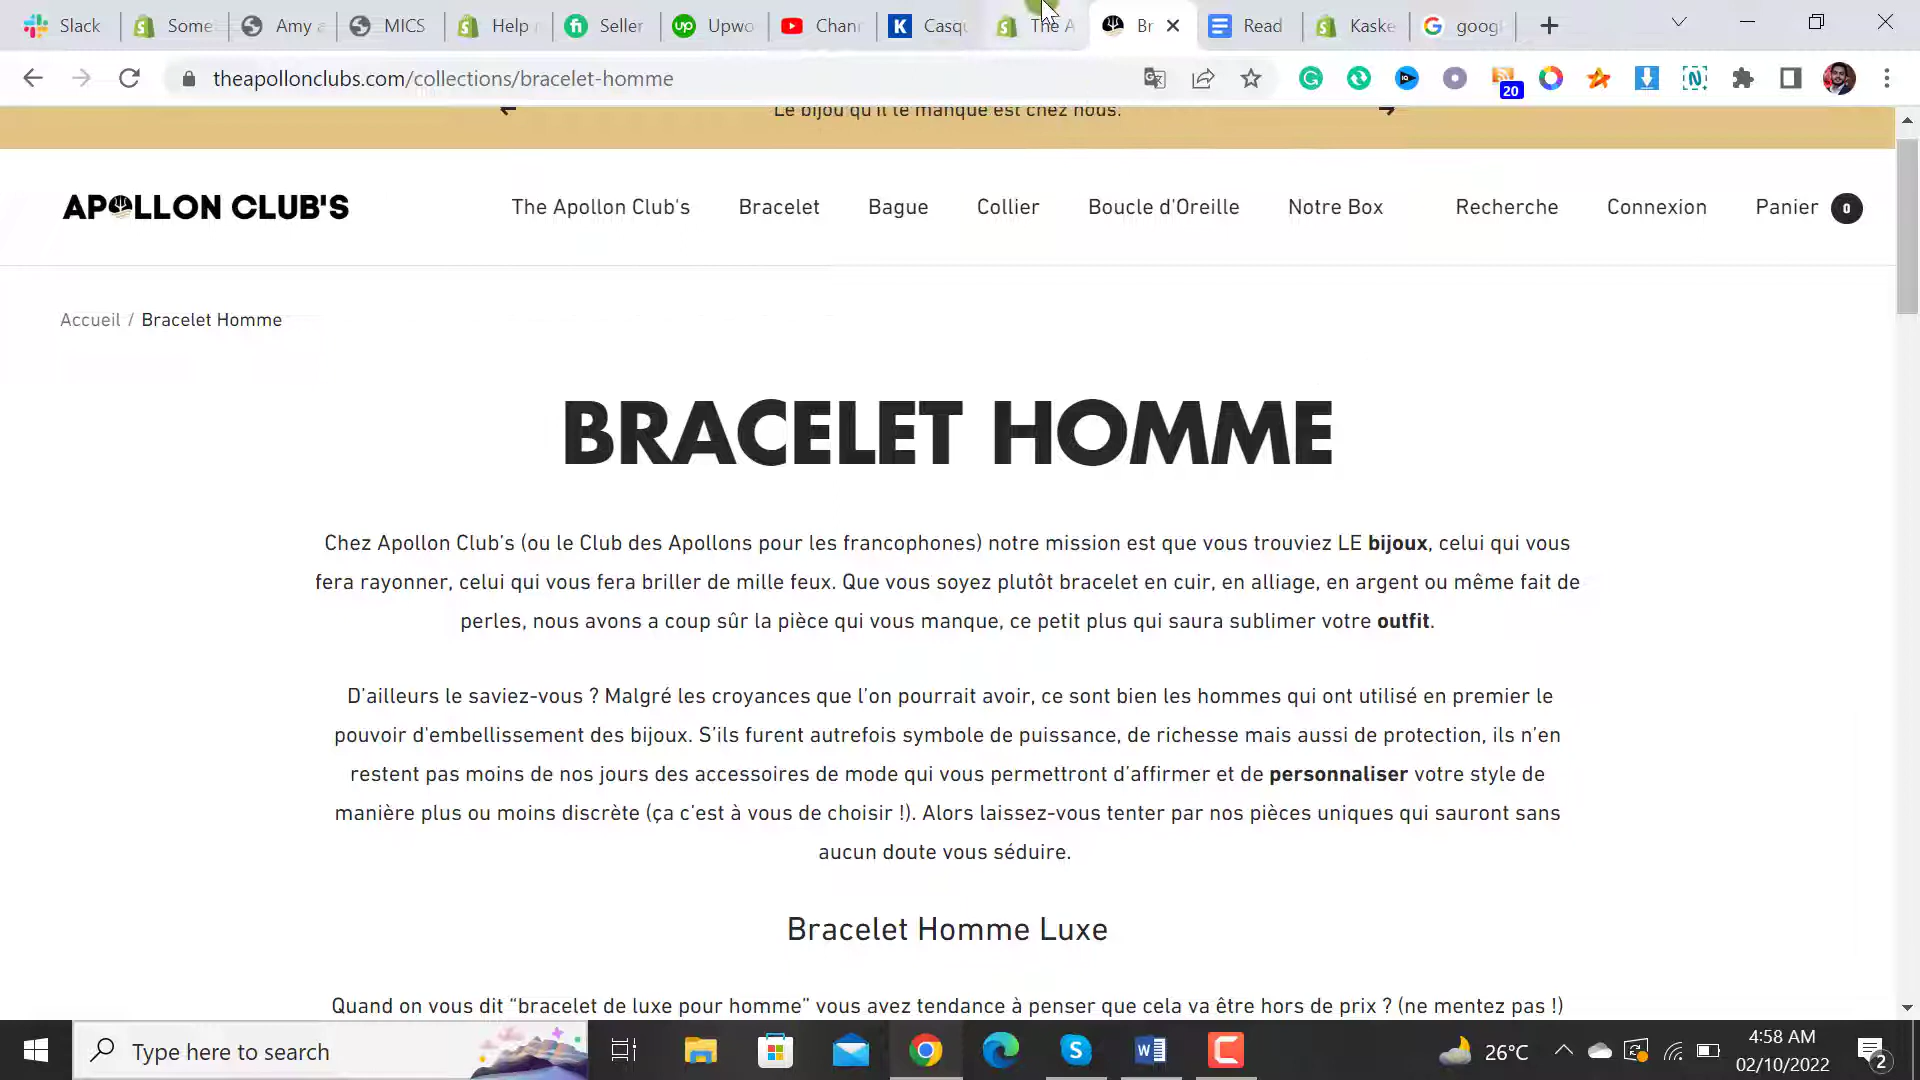 Slack Some Amy MICS Help Seller Upwo Chan Casq The A Br Read Kaske goog
theapollonclubs.com/collections/bracelet-homme
20
Le bijou qu'il te manque est chez nous.
APOLLON CLUB'S The Apollon Club's Bracelet Bague Collier Boucle d'Oreille Notre Box Recherche Connexion Panier 0
Accueil / Bracelet Homme
BRACELET HOMME
Chez Apollon Club's (ou le Club des Apollons pour les francophones) notre mission est que vous trouviez LE bijoux, celui qui vous
fera rayonner, celui qui vous fera briller de mille feux. Que vous soyez plutôt bracelet en cuir, en alliage, en argent ou même fait de
perles, nous avons a coup sûr la pièce qui vous manque, ce petit plus qui saura sublimer votre outfit.
D'ailleurs le saviez-vous ? Malgré les croyances que l'on pourrait avoir, ce sont bien les hommes qui ont utilisé en premier le
pouvoir d'embellissement des bijoux. S'ils furent autrefois symbole de puissance, de richesse mais aussi de protection, ils n'en
restent pas moins de nos jours des accessoires de mode qui vous permettront d'affirmer et de personnaliser votre style de
manière plus ou moins discrète (ça c'est à vous de choisir !). Alors laissez-vous tenter par nos pièces uniques qui sauront sans
aucun doute vous séduire.
Bracelet Homme Luxe
Quand on vous dit “bracelet de luxe pour homme” vous avez tendance à penser que cela va être hors de prix ? (ne mentez pas !)
Type here to search 26°C 4:58 AM
02/10/2022 2